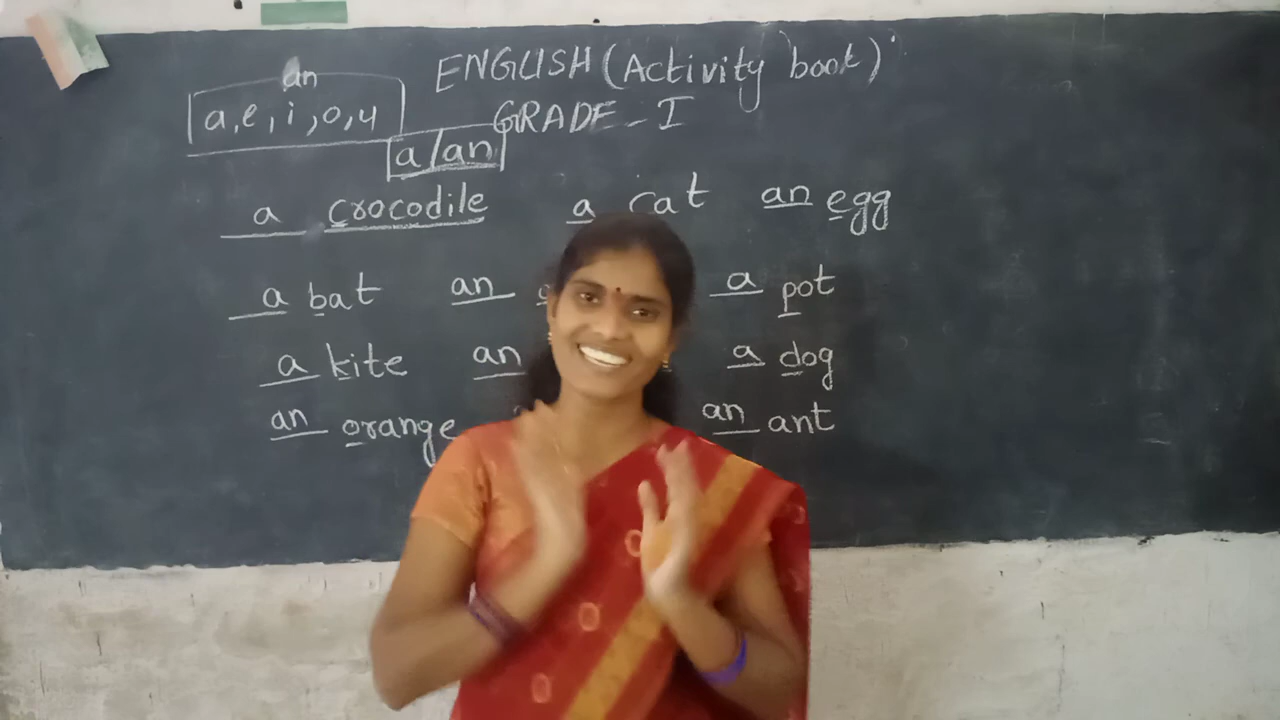 ENGLISH (Activity book)
an
a, e, i, o, u
GRADE - I
a/an
a crocodile a cat an egg
a bat an a pot
a kite an a dog
an orange an ant